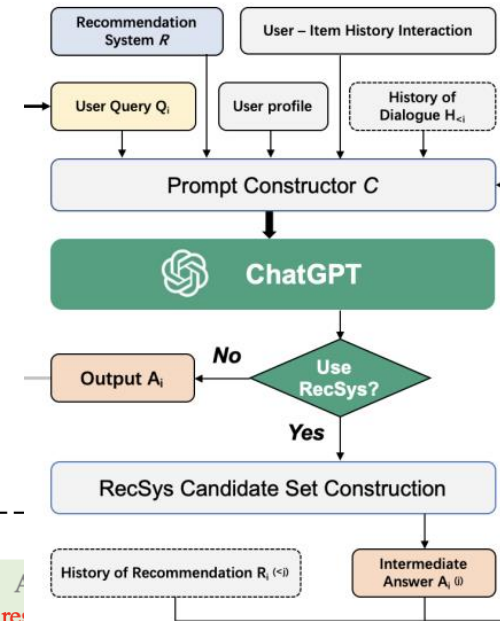 Recommendation
System R
User – Item History Interaction
User Query Qᵢ
User profile
History of
Dialogue H<i
Prompt Constructor C
ChatGPT
Use
RecSys?
No
Output Aᵢ
Yes
RecSys Candidate Set Construction
History of Recommendation Rᵢ (<j)
Intermediate
Answer Aᵢ (j)